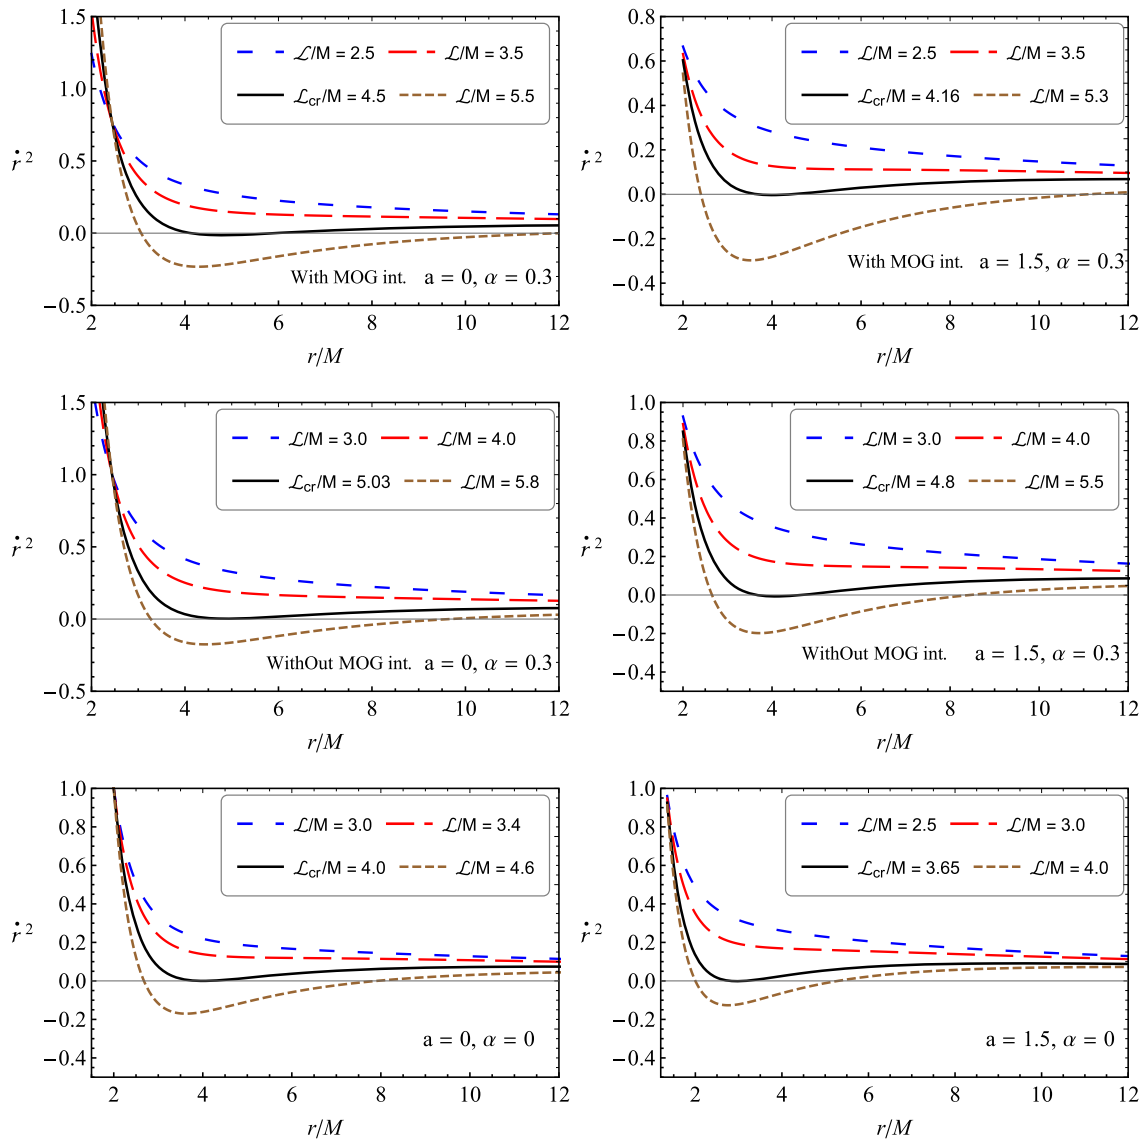 ℒ/M = 2.5 ℒ/M = 3.5
ℒcr/M = 4.5 ℒ/M = 5.5
1.5
1.0
0.5
0.0
−0.5
ṙ ²
With MOG int. a = 0, α = 0.3
2 4 6 8 10 12
r/M
ℒ/M = 2.5 ℒ/M = 3.5
ℒcr/M = 4.16 ℒ/M = 5.3
0.8
0.6
0.4
0.2
0.0
−0.2
−0.4
ṙ ²
With MOG int. a = 1.5, α = 0.3
2 4 6 8 10 12
r/M
ℒ/M = 3.0 ℒ/M = 4.0
ℒcr/M = 5.03 ℒ/M = 5.8
1.5
1.0
0.5
0.0
−0.5
ṙ ²
WithOut MOG int. a = 0, α = 0.3
2 4 6 8 10 12
r/M
ℒ/M = 3.0 ℒ/M = 4.0
ℒcr/M = 4.8 ℒ/M = 5.5
1.0
0.8
0.6
0.4
0.2
0.0
−0.2
−0.4
ṙ ²
WithOut MOG int. a = 1.5, α = 0.3
2 4 6 8 10 12
r/M
ℒ/M = 3.0 ℒ/M = 3.4
ℒcr/M = 4.0 ℒ/M = 4.6
1.0
0.8
0.6
0.4
0.2
0.0
−0.2
−0.4
ṙ ²
a = 0, α = 0
2 4 6 8 10 12
r/M
ℒ/M = 2.5 ℒ/M = 3.0
ℒcr/M = 3.65 ℒ/M = 4.0
1.0
0.8
0.6
0.4
0.2
0.0
−0.2
−0.4
ṙ ²
a = 1.5, α = 0
2 4 6 8 10 12
r/M